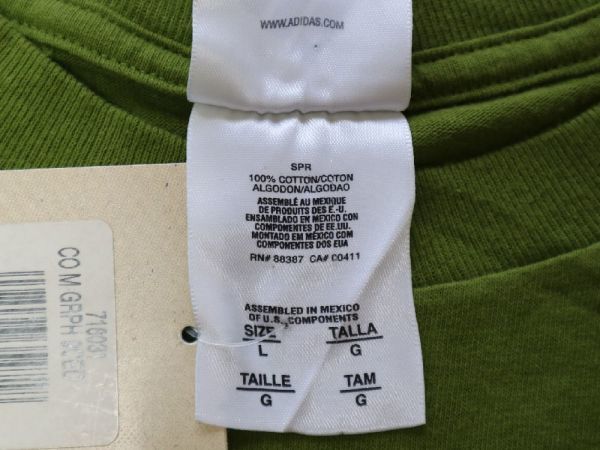 WWW.ADIDAS.COM
SPR
100% COTTON/COTON
ALGODON/ALGODAO
ASSEMBLÉ AU MEXIQUE
DE PRODUITS DES E.-U.
ENSAMBLADO EN MEXICO CON
COMPONENTES DE EE.UU.
MONTADO EM MÉXICO COM
COMPONENTES DOS EUA
RN# 88387 CA# 00411
ASSEMBLED IN MEXICO
OF U.S. COMPONENTS
SIZE TALLA
L G
TAILLE TAM
G G
CO M GRPH